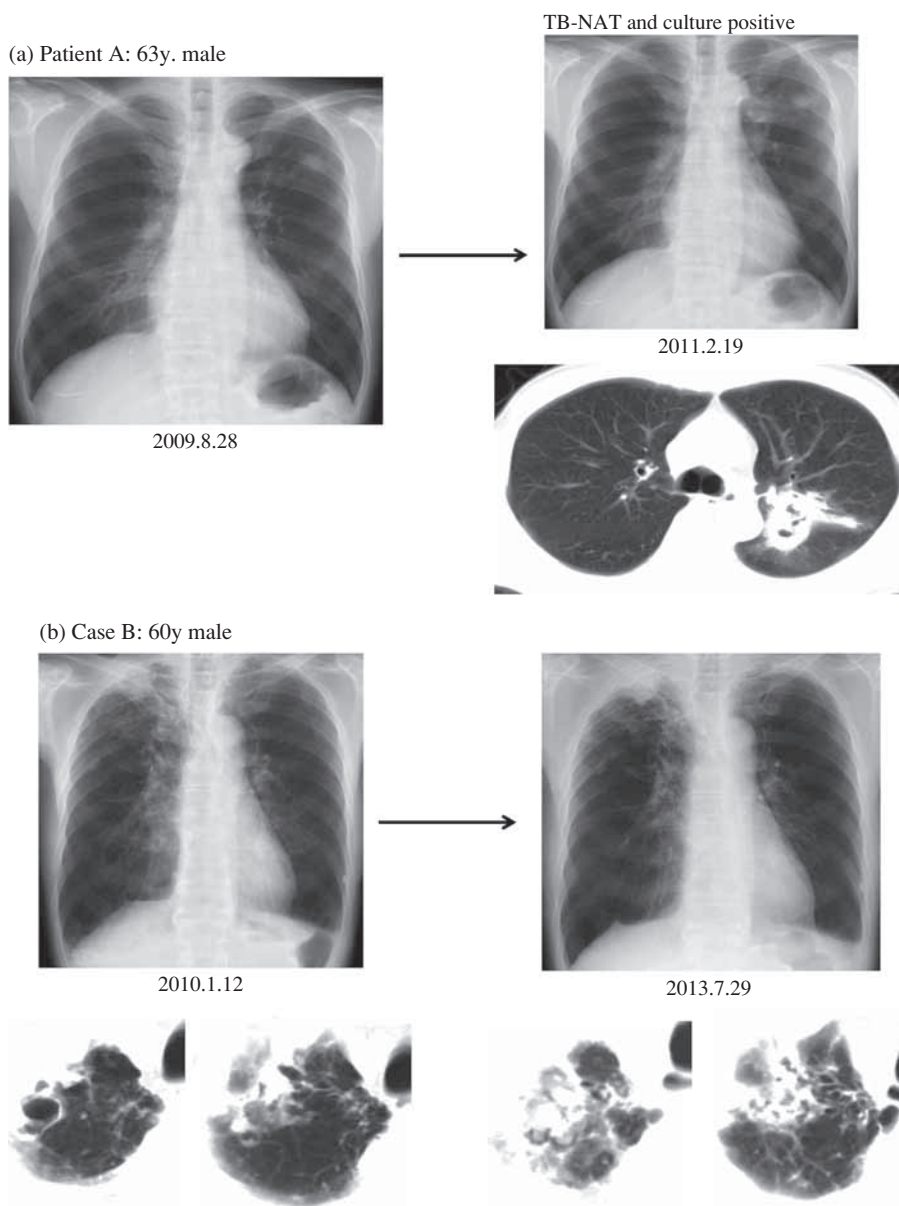 TB-NAT and culture positive
(a) Patient A: 63y. male
2009.8.28
2011.2.19
(b) Case B: 60y male
2010.1.12
2013.7.29